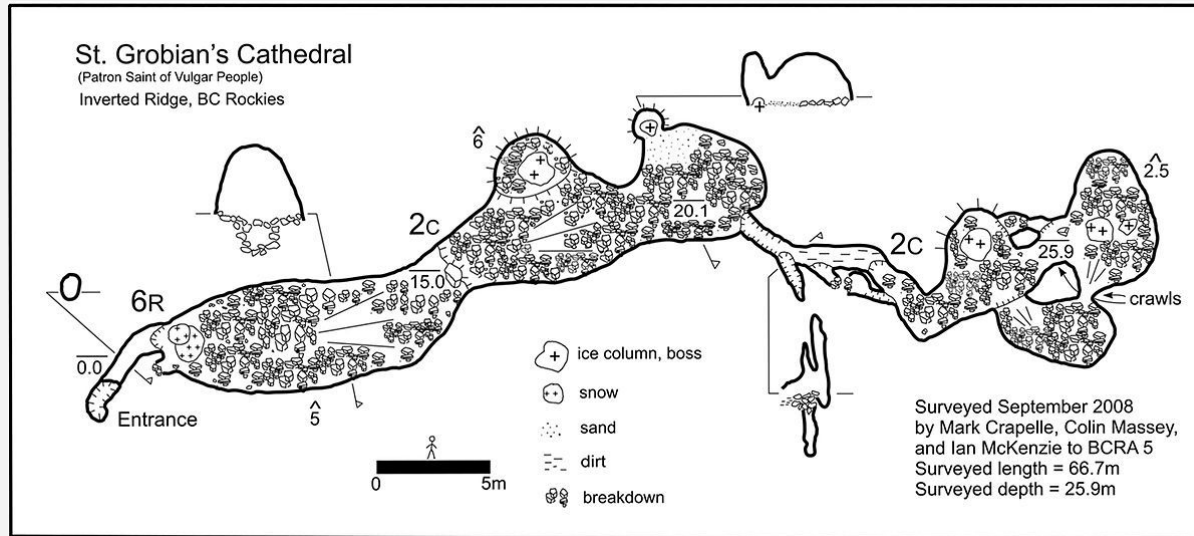 St. Grobian's Cathedral
(Patron Saint of Vulgar People)
Inverted Ridge, BC Rockies
^
6
20.1
^
2.5
2C
2C
25.9
15.0
6R
crawls
0.0
Entrance
^
5
ice column, boss
snow
sand
dirt
breakdown
0 5m
Surveyed September 2008
by Mark Crapelle, Colin Massey,
and Ian McKenzie to BCRA 5
Surveyed length = 66.7m
Surveyed depth = 25.9m